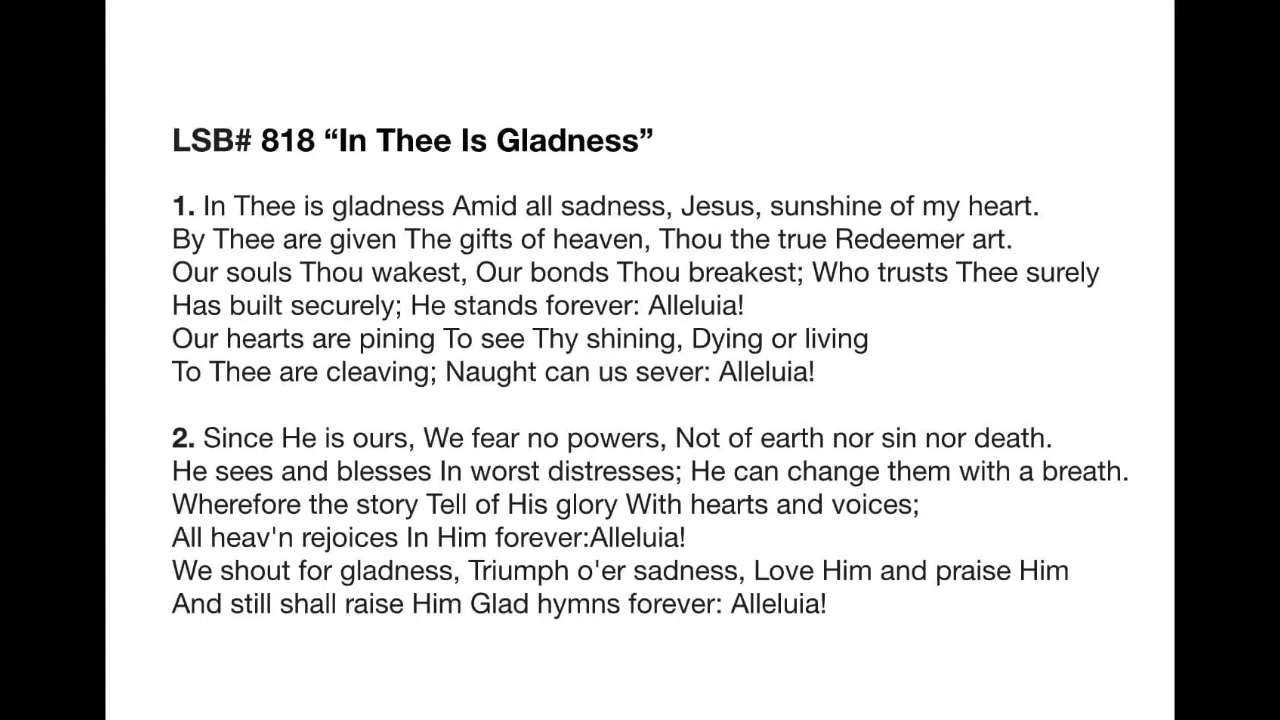 LSB# 818 “In Thee Is Gladness”
1. In Thee is gladness Amid all sadness, Jesus, sunshine of my heart.
By Thee are given The gifts of heaven, Thou the true Redeemer art.
Our souls Thou wakest, Our bonds Thou breakest; Who trusts Thee surely
Has built securely; He stands forever: Alleluia!
Our hearts are pining To see Thy shining, Dying or living
To Thee are cleaving; Naught can us sever: Alleluia!
2. Since He is ours, We fear no powers, Not of earth nor sin nor death.
He sees and blesses In worst distresses; He can change them with a breath.
Wherefore the story Tell of His glory With hearts and voices;
All heav'n rejoices In Him forever:Alleluia!
We shout for gladness, Triumph o'er sadness, Love Him and praise Him
And still shall raise Him Glad hymns forever: Alleluia!